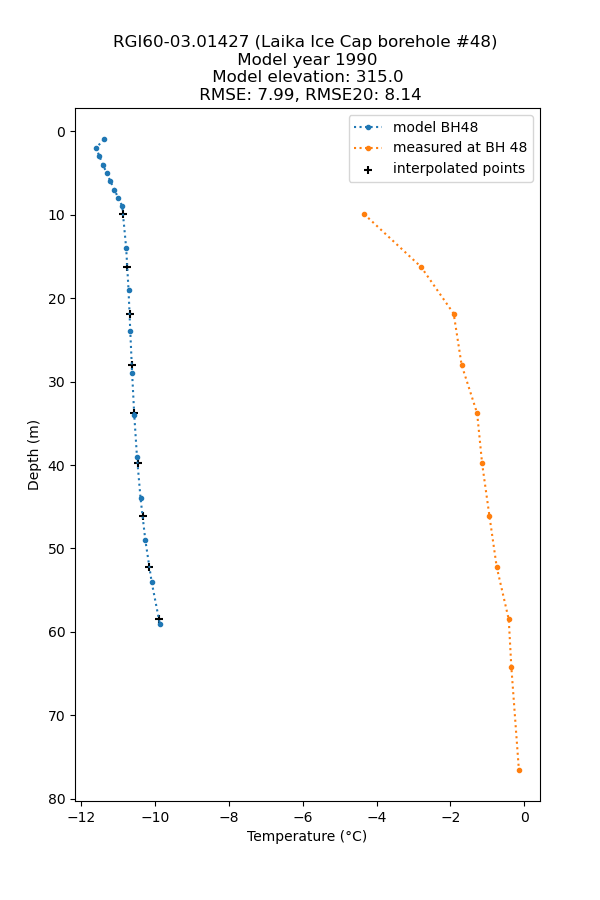 RGI60-03.01427 (Laika Ice Cap borehole #48)
Model year 1990
Model elevation: 315.0
RMSE: 7.99, RMSE20: 8.14
model BH48
measured at BH 48
interpolated points
0
10
20
30
40
50
60
70
80
Depth (m)
−12
−10
−8
−6
−4
−2
0
Temperature (°C)